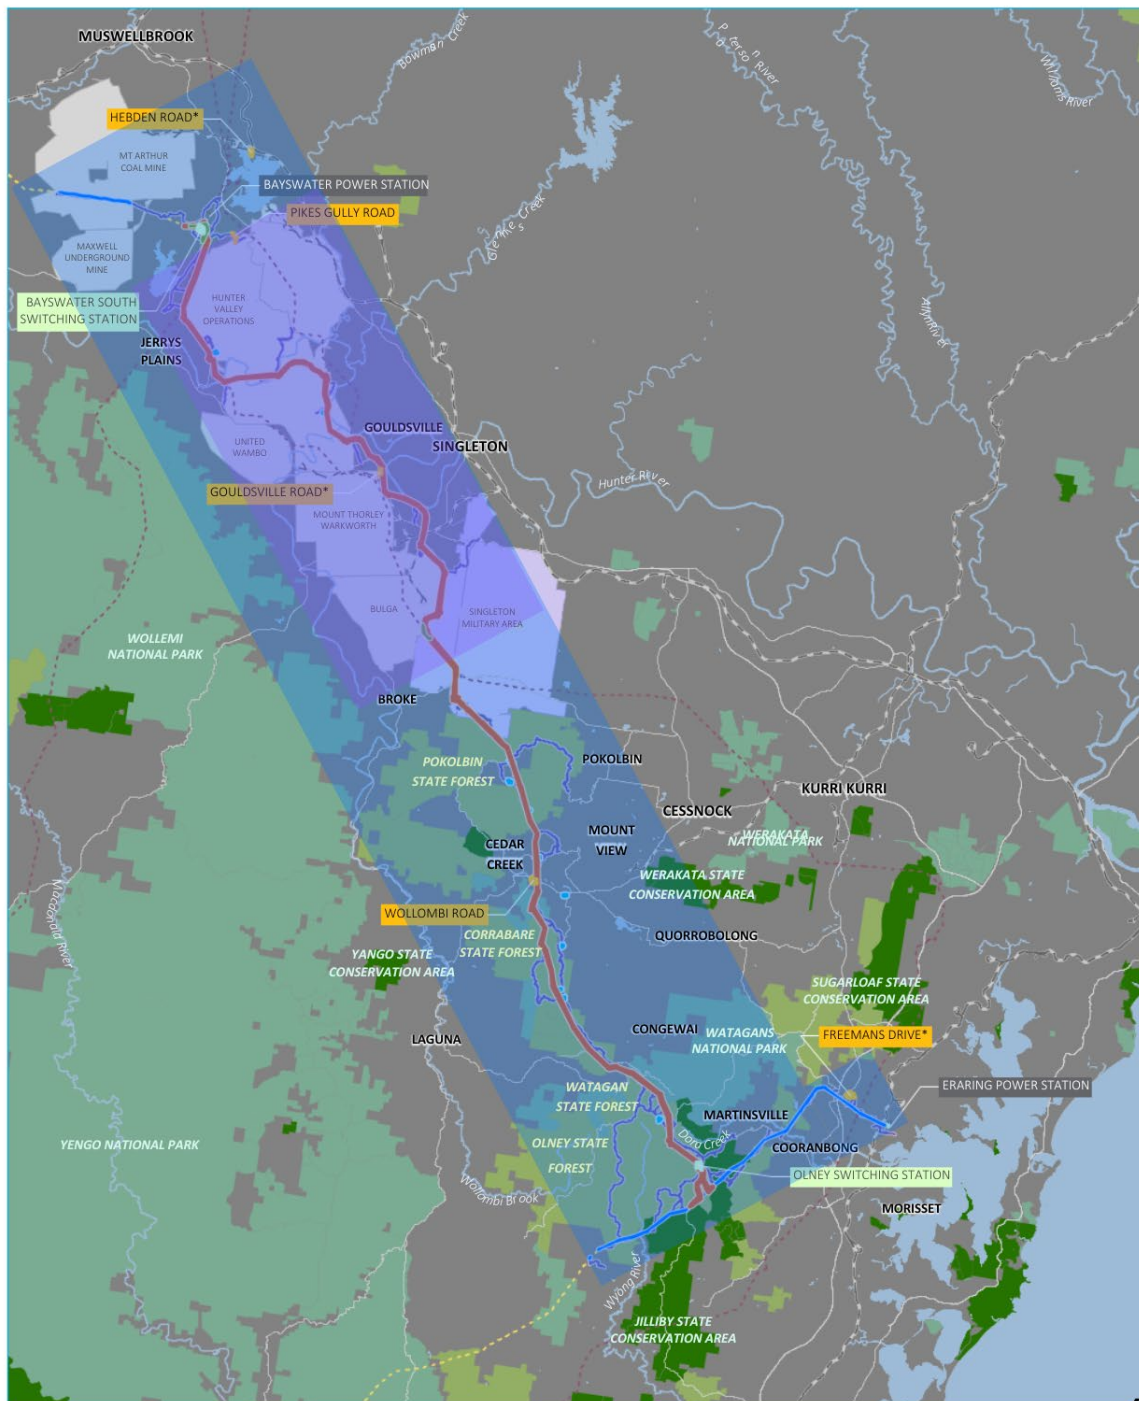 MUSWELLBROOK
Bowman Creek
Paterson River
Williams River
HEBDEN ROAD*
MT ARTHUR
COAL MINE
BAYSWATER POWER STATION
PIKES GULLY ROAD
Glennies Creek
MAXWELL
UNDERGROUND
MINE
HUNTER
VALLEY
OPERATIONS
BAYSWATER SOUTH
SWITCHING STATION
AllynRiver
JERRYS
PLAINS
GOULDSVILLE
SINGLETON
UNITED
WAMBO
Hunter River
GOULDSVILLE ROAD*
MOUNT THORLEY
WARKWORTH
BULGA
SINGLETON
MILITARY AREA
WOLLEMI
NATIONAL PARK
BROKE
POKOLBIN
STATE FOREST
POKOLBIN
KURRI KURRI
CESSNOCK
MOUNT
VIEW
WERAKATA
NATIONAL PARK
CEDAR
CREEK
WERAKATA STATE
CONSERVATION AREA
Macdonald River
WOLLOMBI ROAD
CORRABARE
STATE FOREST
QUORROBOLONG
YANGO STATE
CONSERVATION AREA
SUGARLOAF STATE
CONSERVATION AREA
LAGUNA
CONGEWAI
WATAGANS
NATIONAL PARK
FREEMANS DRIVE*
WATAGAN
STATE FOREST
ERARING POWER STATION
MARTINSVILLE
Dora Creek
YENGO NATIONAL PARK
OLNEY STATE
FOREST
COORANBONG
OLNEY SWITCHING STATION
Wollombi Brook
MORISSET
Wyong River
JILLIBY STATE
CONSERVATION AREA